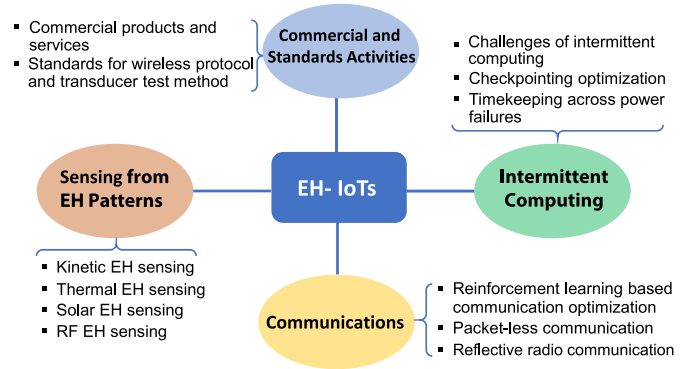 ▪ Commercial products and
services
▪ Standards for wireless protocol
and transducer test method
Commercial and
Standards Activities
▪ Challenges of intermittent
computing
▪ Checkpointing optimization
▪ Timekeeping across power
failures
Sensing from
EH Patterns
EH- IoTs
Intermittent
Computing
▪ Kinetic EH sensing
▪ Thermal EH sensing
▪ Solar EH sensing
▪ RF EH sensing
Communications
▪ Reinforcement learning based
communication optimization
▪ Packet-less communication
▪ Reflective radio communication